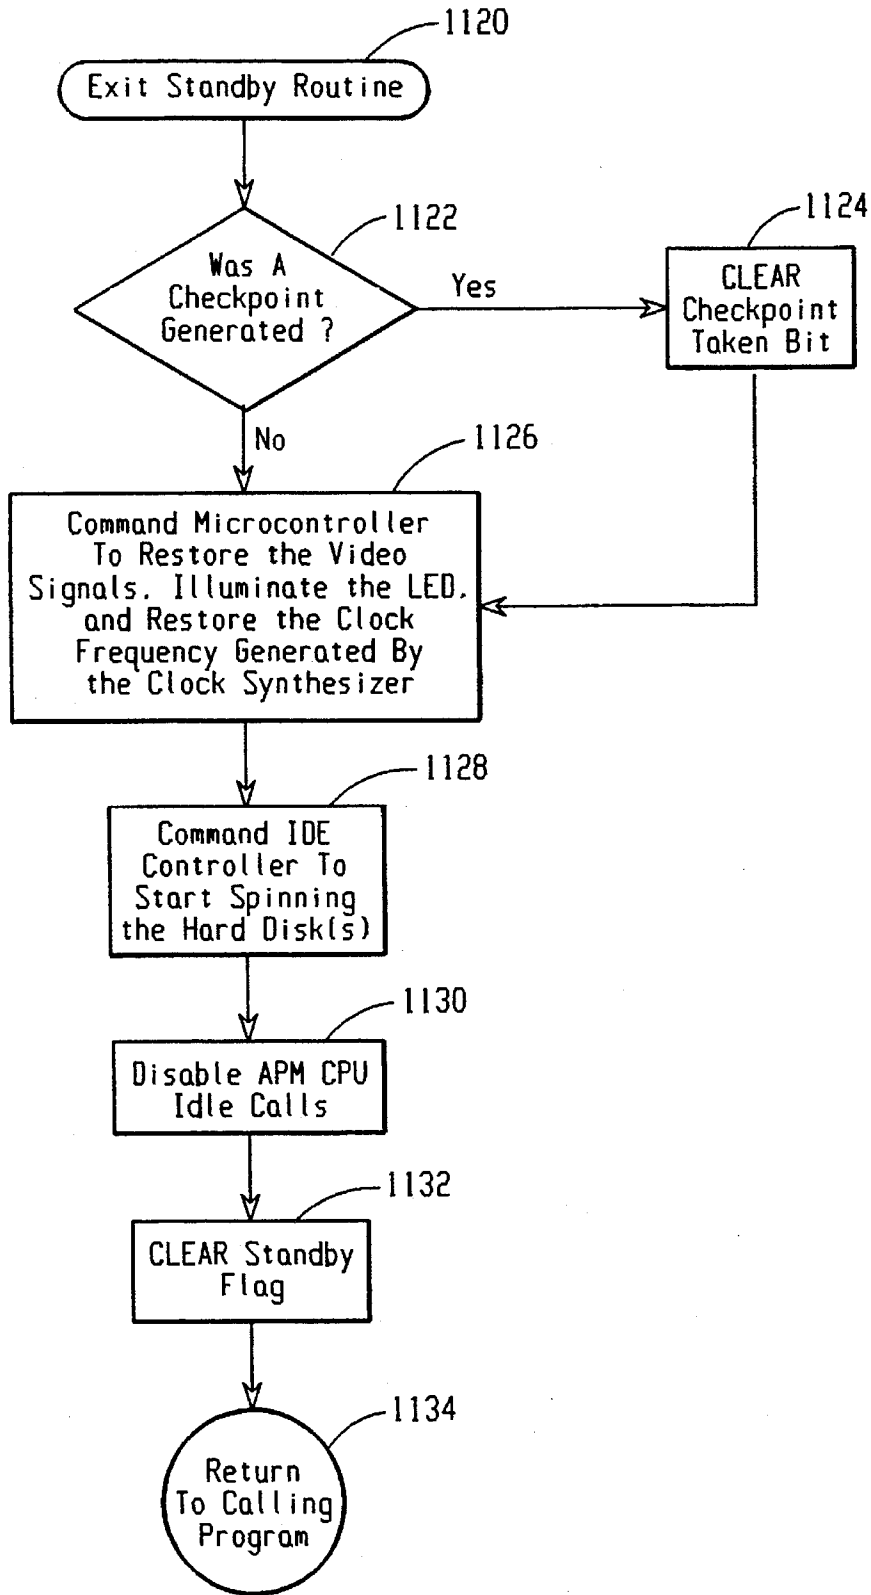 1120
Exit Standby Routine
1122
Was A
Checkpoint
Generated ?
Yes
1124
CLEAR
Checkpoint
Taken Bit
No
1126
Command Microcontroller
To Restore the Video
Signals, Illuminate the LED,
and Restore the Clock
Frequency Generated By
the Clock Synthesizer
1128
Command IDE
Controller To
Start Spinning
the Hard Disk(s)
1130
Disable APM CPU
Idle Calls
1132
CLEAR Standby
Flag
1134
Return
To Calling
Program